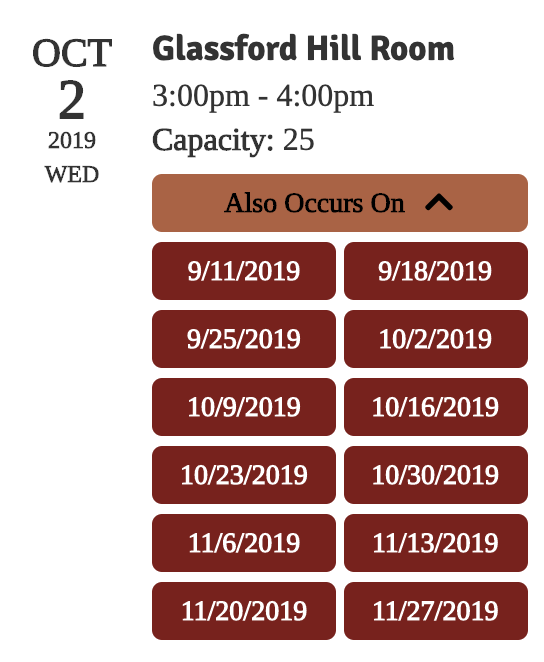 OCT
2
2019
WED
Glassford Hill Room
3:00pm - 4:00pm
Capacity: 25
Also Occurs On
9/11/2019
9/18/2019
9/25/2019
10/2/2019
10/9/2019
10/16/2019
10/23/2019
10/30/2019
11/6/2019
11/13/2019
11/20/2019
11/27/2019